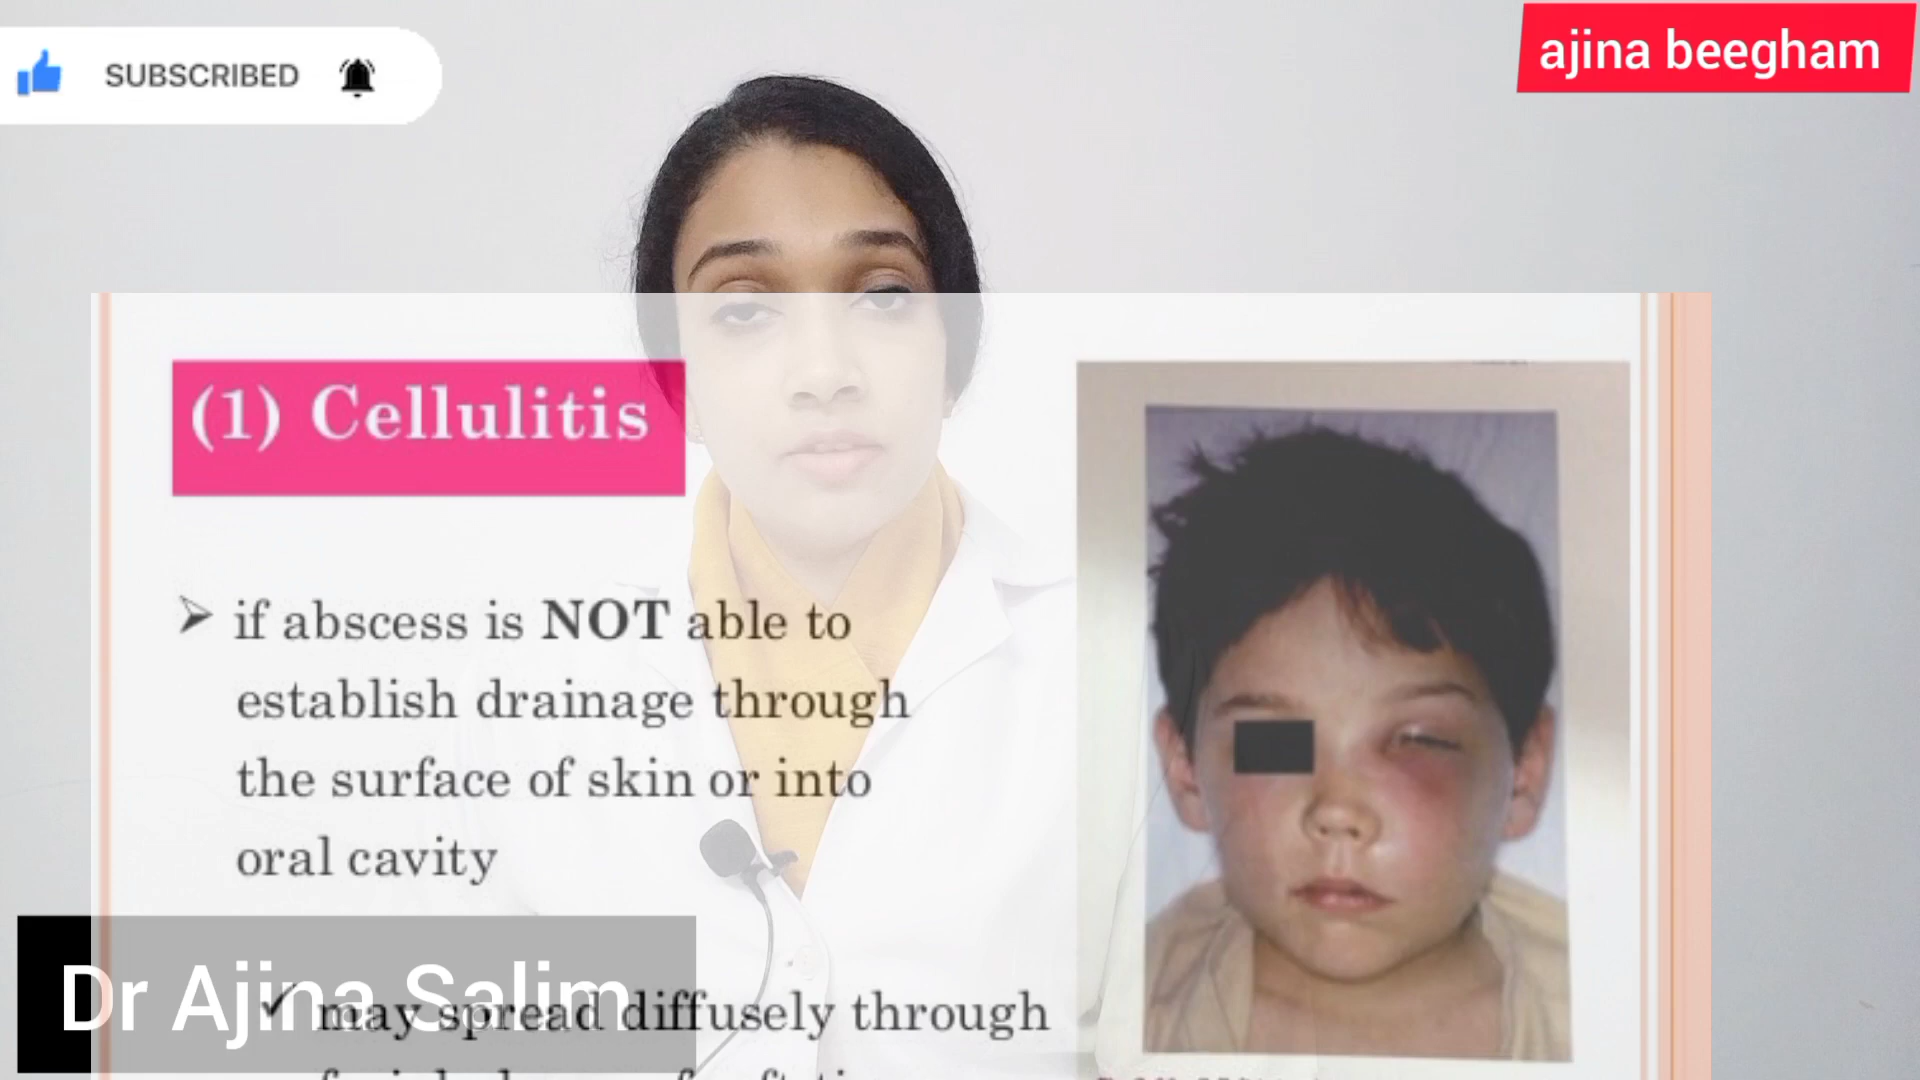 SUBSCRIBED
ajina beegham
(1) Cellulitis
➢ if abscess is NOT able to
establish drainage through
the surface of skin or into
oral cavity
Dr Ajina Salim
✓ may spread diffusely through